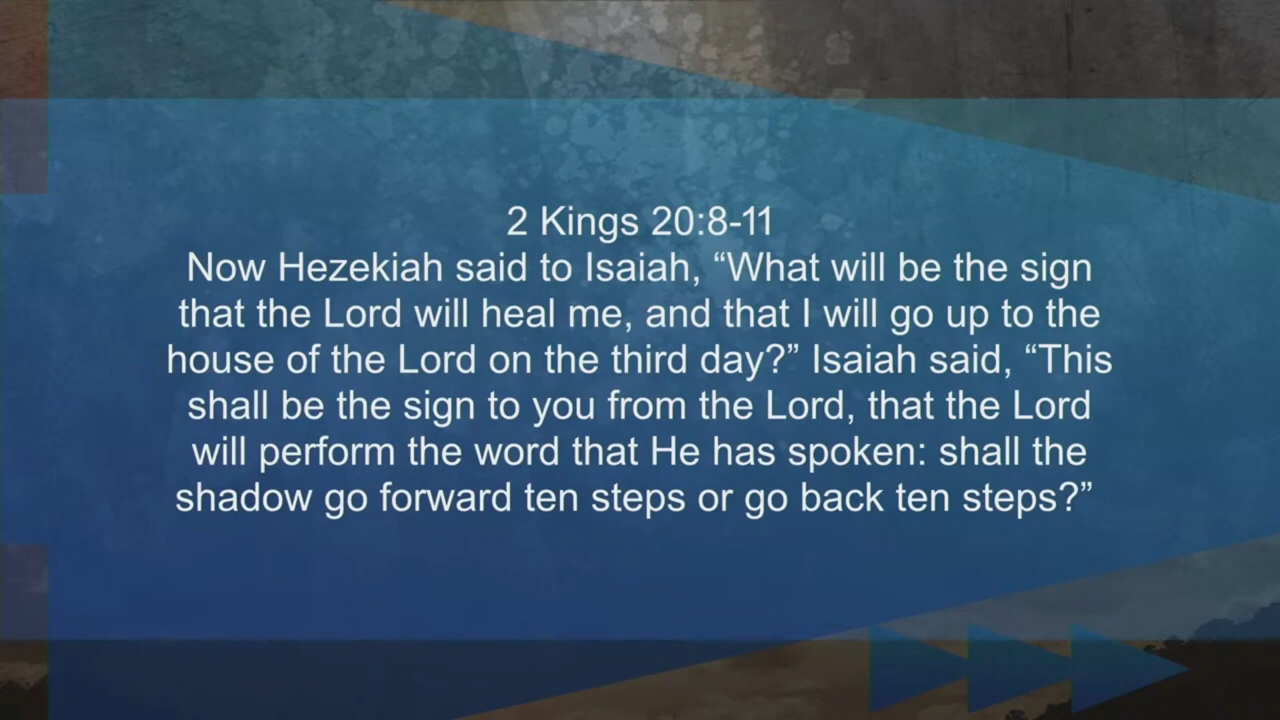 2 Kings 20:8-11
Now Hezekiah said to Isaiah, “What will be the sign
that the Lord will heal me, and that I will go up to the
house of the Lord on the third day?” Isaiah said, “This
shall be the sign to you from the Lord, that the Lord
will perform the word that He has spoken: shall the
shadow go forward ten steps or go back ten steps?”